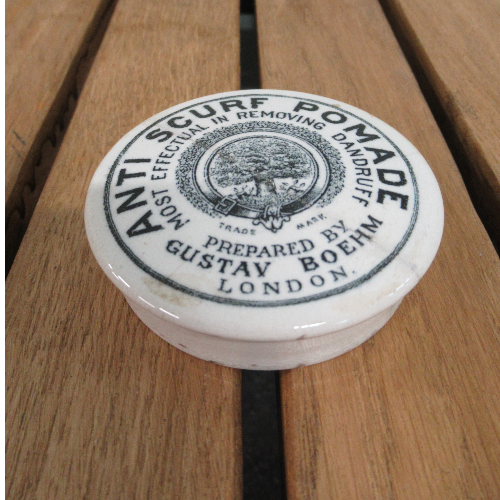 ANTI SCURF POMADE
MOST EFFECTUAL IN REMOVING DANDRUFF
TRADE MARK
PREPARED BY
GUSTAV BOEHM
LONDON.